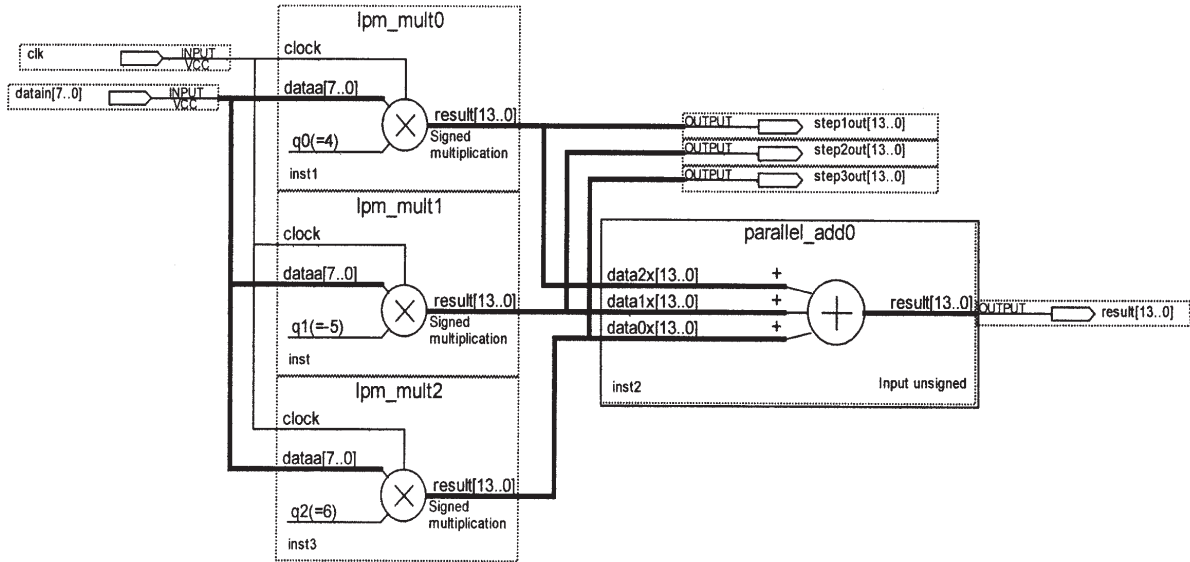 lpm_mult0
clk
INPUT
VCC
clock
datain[7..0]
INPUT
VCC
dataa[7..0]
result[13..0]
Signed
multiplication
q0(=4)
inst1
OUTPUT
step1out[13..0]
OUTPUT
step2out[13..0]
OUTPUT
step3out[13..0]
lpm_mult1
clock
dataa[7..0]
result[13..0]
Signed
multiplication
q1(=-5)
inst
parallel_add0
data2x[13..0]
+
data1x[13..0]
+
data0x[13..0]
+
result[13..0]
OUTPUT
result[13..0]
inst2
Input unsigned
lpm_mult2
clock
dataa[7..0]
result[13..0]
Signed
multiplication
q2(=6)
inst3